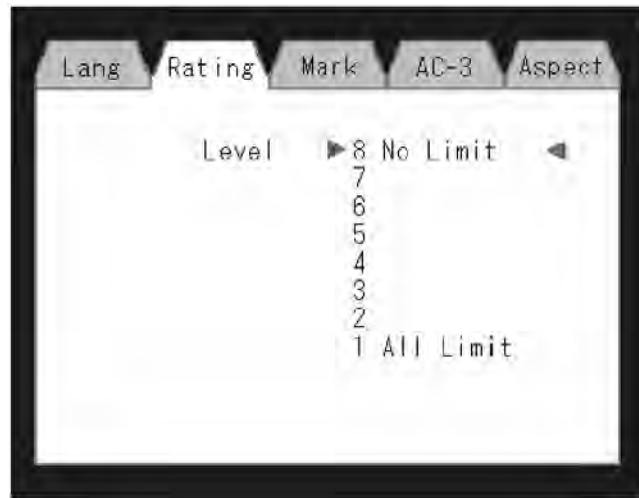 Lang Rating Mark AC-3 Aspect
Level ▶8 No Limit ◀
7
6
5
4
3
2
1 All Limit